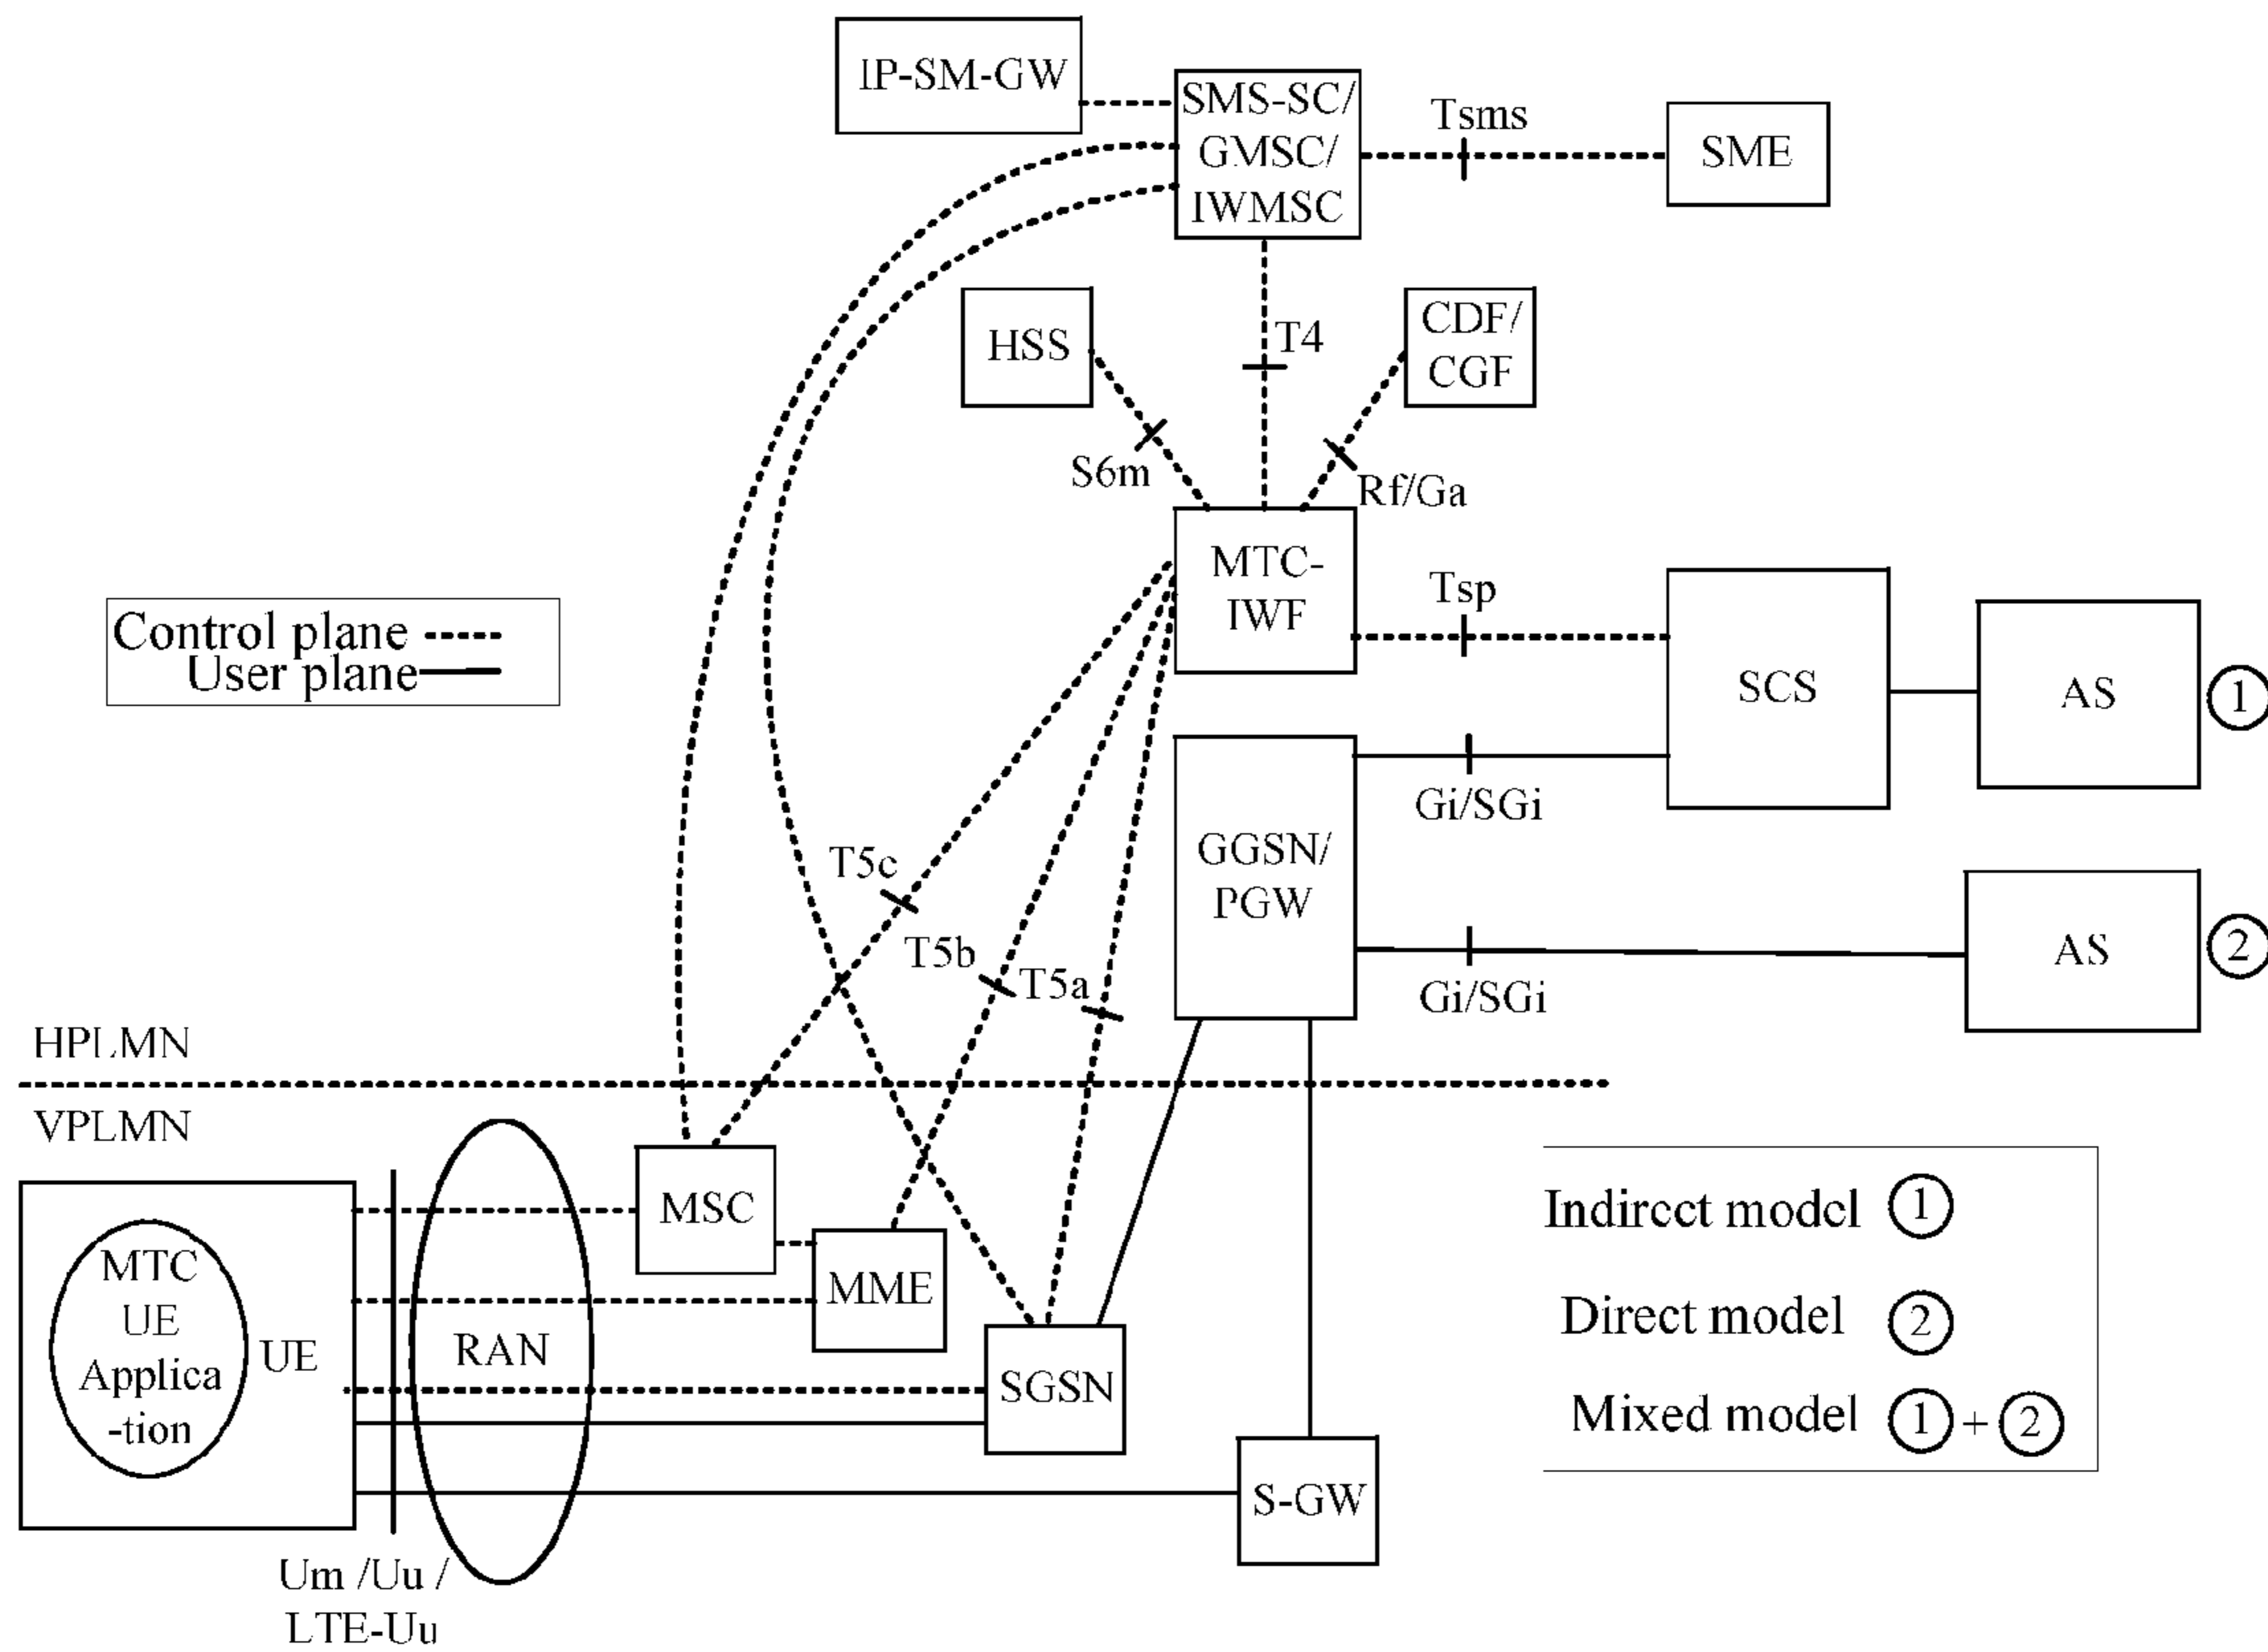 IP-SM-GW
SMS-SC/
GMSC/
IWMSC
Tsms
SME
HSS
T4
CDF/
CGF
S6m
Rf/Ga
MTC-
IWF
Tsp
SCS
AS
1
Control plane
User plane
Gi/SGi
GGSN/
PGW
T5c
T5b
T5a
AS
2
Gi/SGi
HPLMN
VPLMN
MSC
MME
SGSN
S-GW
MTC
UE
Applica
-tion
UE
RAN
Um /Uu /
LTE-Uu
Indirect model 1
Direct model 2
Mixed model 1 + 2